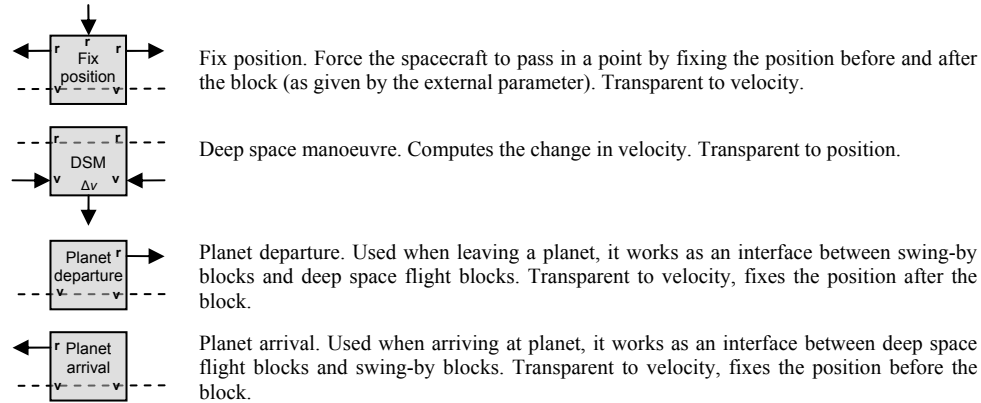 r r r
Fix
position
v v
Fix position. Force the spacecraft to pass in a point by fixing the position before and after
the block (as given by the external parameter). Transparent to velocity.
r r
DSM
v v
Δv
Deep space manoeuvre. Computes the change in velocity. Transparent to position.
Planet r
departure
v v
Planet departure. Used when leaving a planet, it works as an interface between swing-by
blocks and deep space flight blocks. Transparent to velocity, fixes the position after the
block.
r Planet
arrival
v v
Planet arrival. Used when arriving at planet, it works as an interface between deep space
flight blocks and swing-by blocks. Transparent to velocity, fixes the position before the
block.